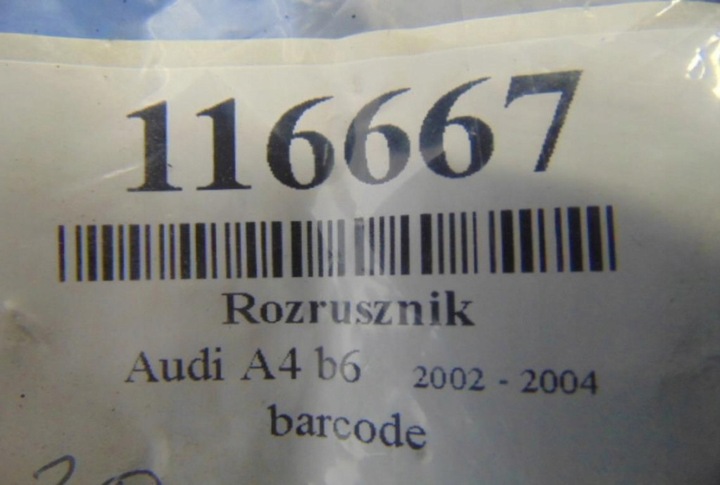 116667
Rozrusznik
Audi A4 b6 2002 - 2004
barcode